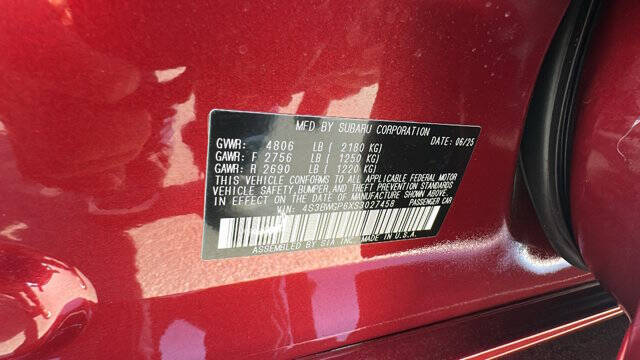 MFD BY SUBARU CORPORATION DATE 06/25
GVWR: 4806 LB ( 2180 KG)
GAWR: F 2756 LB ( 1250 KG)
GAWR: R 2690 LB ( 1220 KG)
THIS VEHICLE CONFORMS TO ALL APPLICABLE FEDERAL MOTOR
VEHICLE SAFETY, BUMPER, AND THEFT PREVENTION STANDARDS
IN EFFECT ON THE DATE OF MANUFACTURE SHOWN ABOVE.
VIN: 4S3BWGP6XS3027458 PASSENGER CAR
ASSEMBLED BY SIA INC. MADE IN U.S.A.